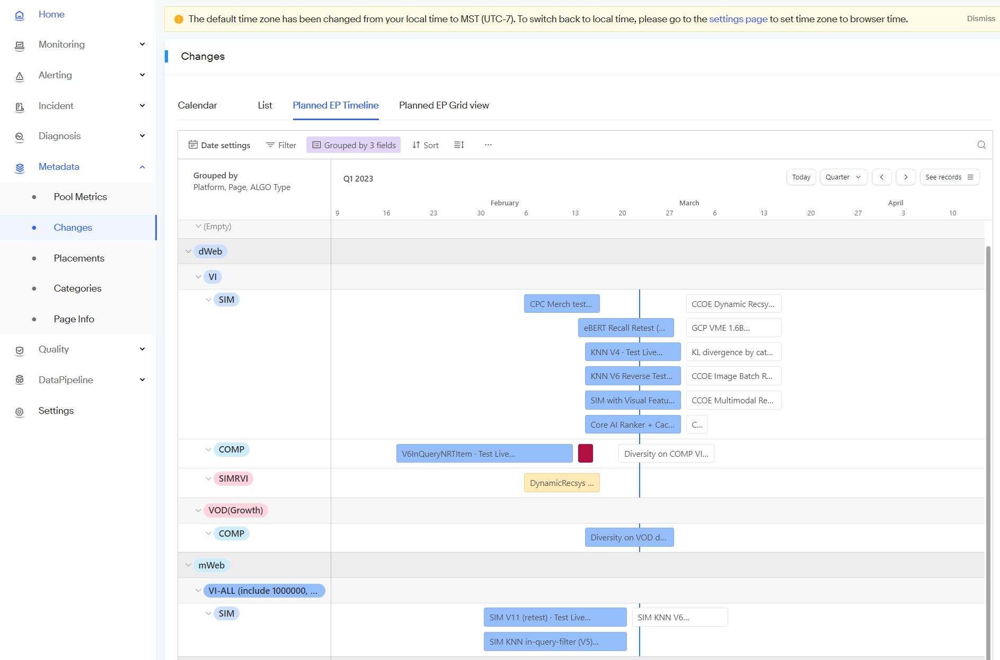 Home
Monitoring
Alerting
Incident
Diagnosis
Metadata
Pool Metrics
Changes
Placements
Categories
Page Info
Quality
DataPipeline
Settings
The default time zone has been changed from your local time to MST (UTC-7). To switch back to local time, please go to the settings page to set time zone to browser time.
Dismiss
Changes
Calendar List Planned EP Timeline Planned EP Grid view
Date settings Filter Grouped by 3 fields Sort ...
Grouped by
Platform, Page, ALGO Type
Q1 2023
Today Quarter See records
February March April
9 16 23 30 6 13 20 27 6 13 20 27 3 10
(Empty)
dWeb
VI
SIM
CPC Merch test... CCOE Dynamic Recsy...
eBERT Recall Retest (... GCP VME 1.6B...
KNN V4 · Test Live... KL divergence by cat...
KNN V6 Reverse Test... CCOE Image Batch R...
SIM with Visual Featu... CCOE Multimodal Re...
Core AI Ranker + Cac... C...
COMP
V6InQueryNRTItem · Test Live... Diversity on COMP VI...
SIMRVI
DynamicRecsys ...
VOD(Growth)
COMP
Diversity on VOD d...
mWeb
VI-ALL (include 1000000, ...
SIM
SIM V11 (retest) · Test Live... SIM KNN V6...
SIM KNN in-query-filter (V5)...